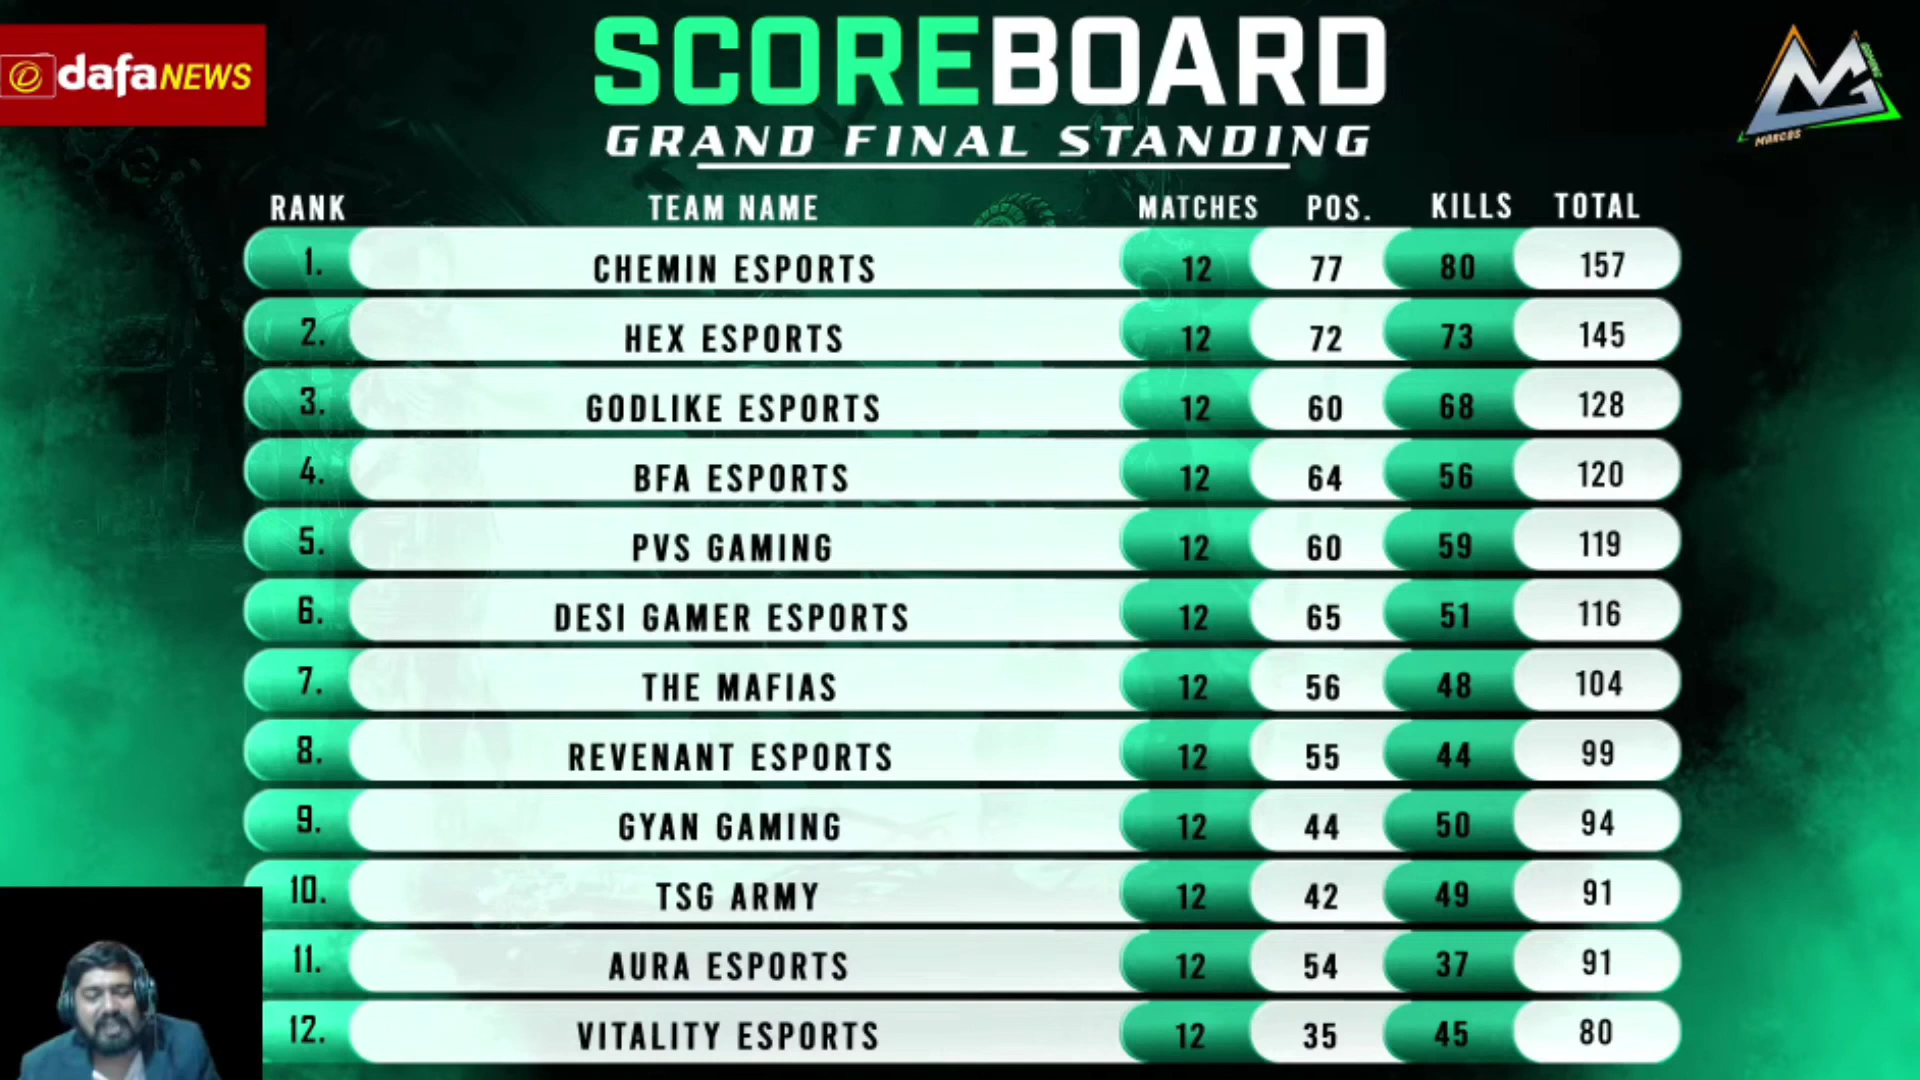 dafaNEWS
SCOREBOARD
GRAND FINAL STANDING
GAMING
MARCOS
RANK TEAM NAME MATCHES POS. KILLS TOTAL
1. CHEMIN ESPORTS 12 77 80 157
2. HEX ESPORTS 12 72 73 145
3. GODLIKE ESPORTS 12 60 68 128
4. BFA ESPORTS 12 64 56 120
5. PVS GAMING 12 60 59 119
6. DESI GAMER ESPORTS 12 65 51 116
7. THE MAFIAS 12 56 48 104
8. REVENANT ESPORTS 12 55 44 99
9. GYAN GAMING 12 44 50 94
10. TSG ARMY 12 42 49 91
11. AURA ESPORTS 12 54 37 91
12. VITALITY ESPORTS 12 35 45 80